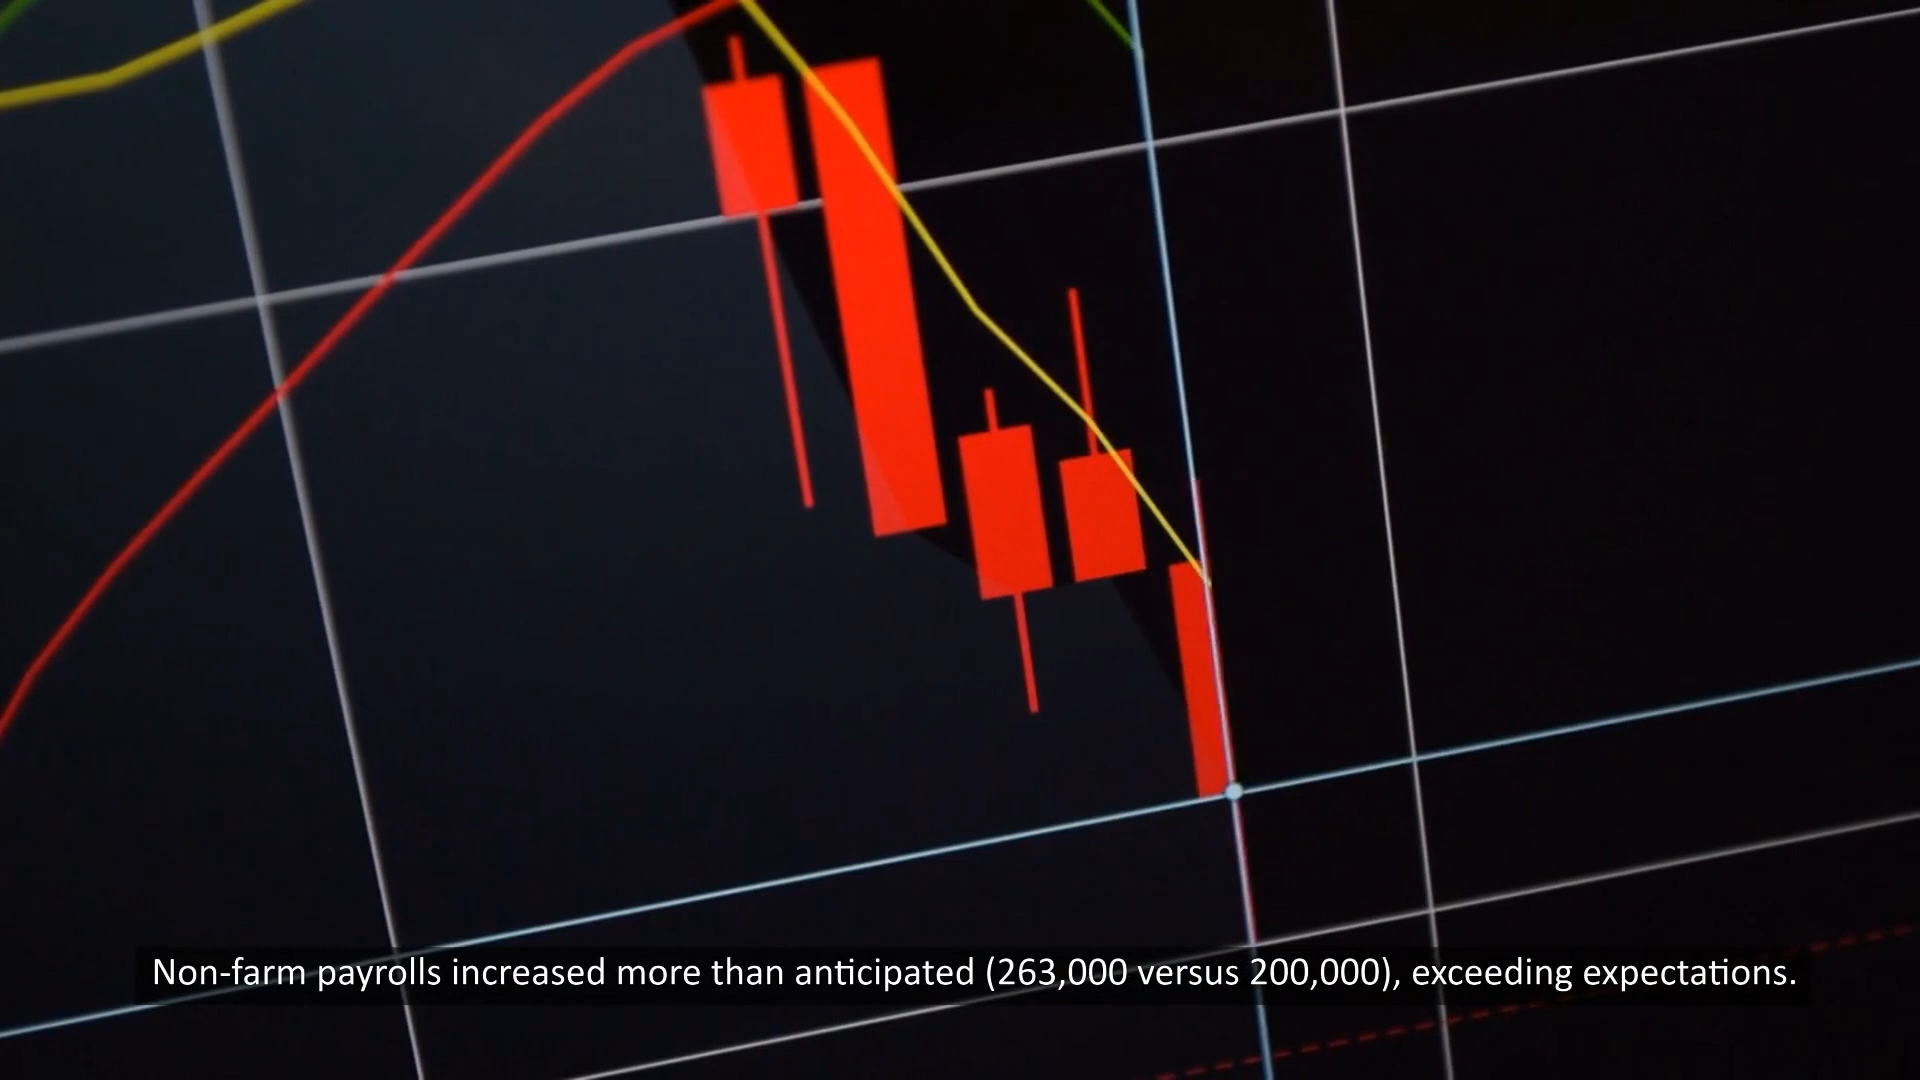 Non-farm payrolls increased more than anticipated (263,000 versus 200,000), exceeding expectations.